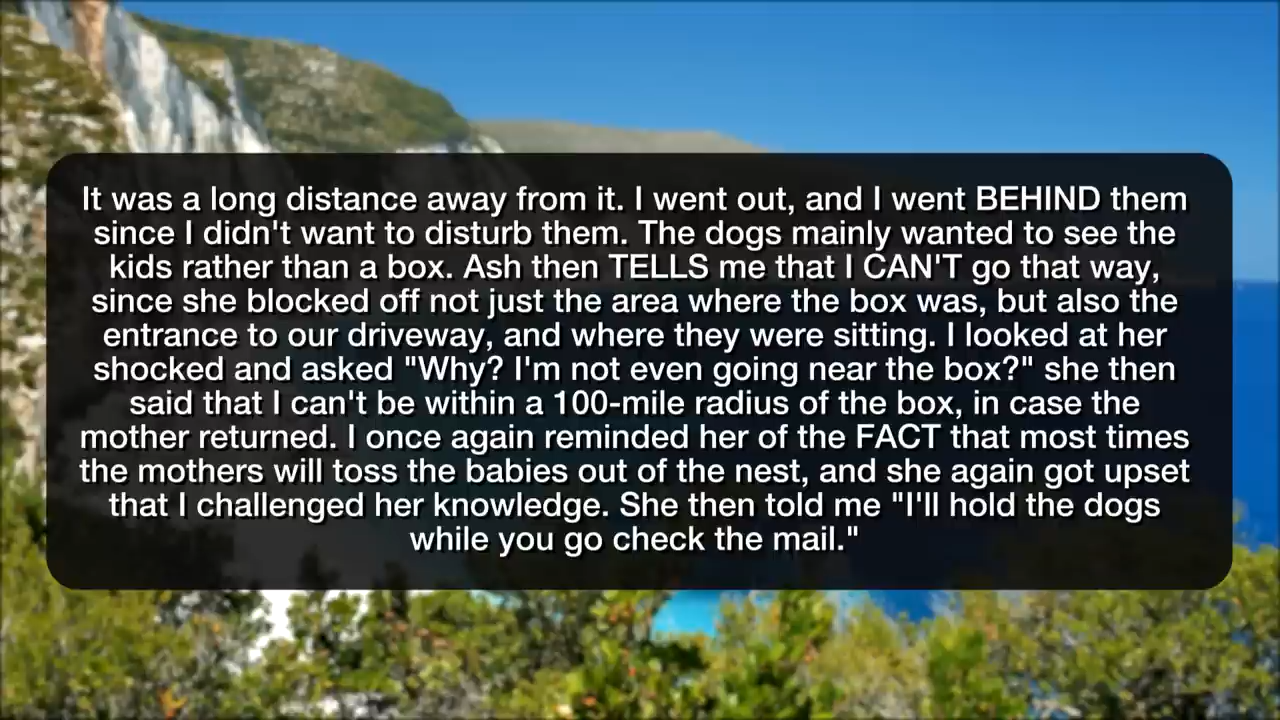 It was a long distance away from it. I went out, and I went BEHIND them
since I didn't want to disturb them. The dogs mainly wanted to see the
kids rather than a box. Ash then TELLS me that I CAN'T go that way,
since she blocked off not just the area where the box was, but also the
entrance to our driveway, and where they were sitting. I looked at her
shocked and asked "Why? I'm not even going near the box?" she then
said that I can't be within a 100-mile radius of the box, in case the
mother returned. I once again reminded her of the FACT that most times
the mothers will toss the babies out of the nest, and she again got upset
that I challenged her knowledge. She then told me "I'll hold the dogs
while you go check the mail."